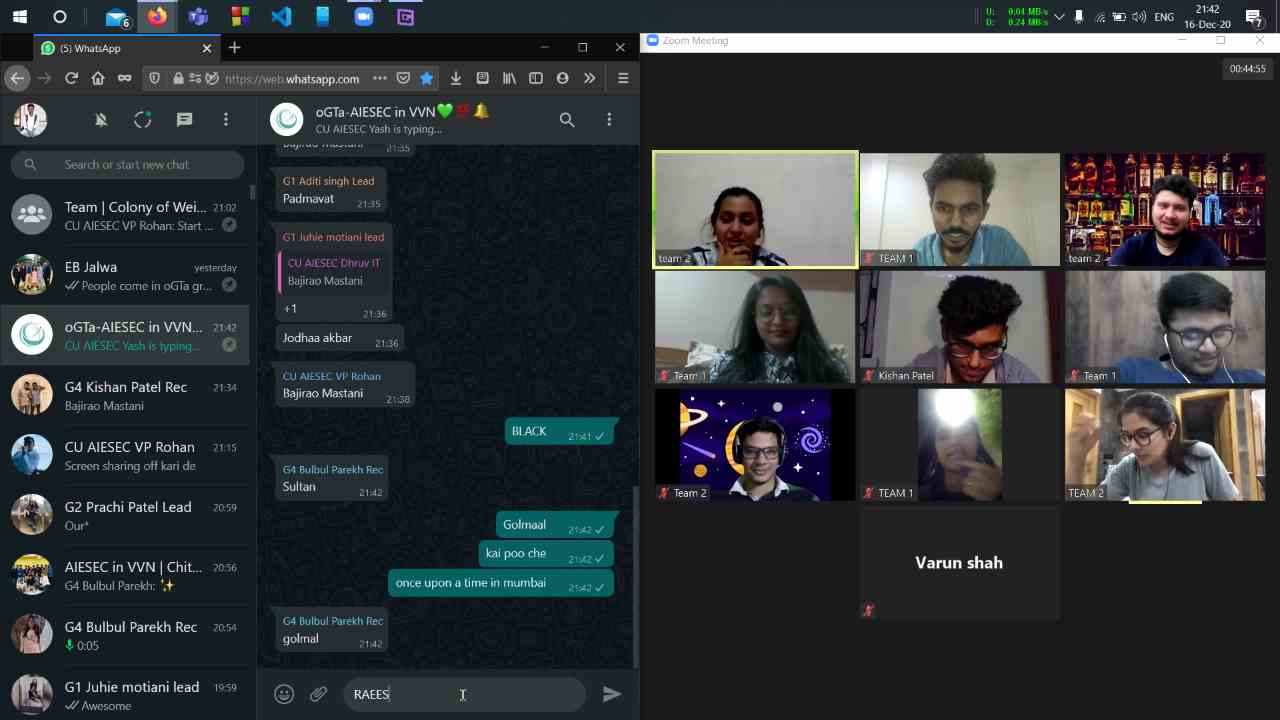 6
U: 0.04 MB/s
D: 0.24 MB/s
ENG
21:42
16-Dec-20
7
(5) WhatsApp
https://web.whatsapp.com
Search or start new chat
Team | Colony of Wei... 21:02
CU AIESEC VP Rohan: Start ...
EB Jalwa yesterday
People come in oGTa gr...
oGTa-AIESEC in VVN... 21:42
CU AIESEC Yash is typing...
G4 Kishan Patel Rec 21:34
Bajirao Mastani
CU AIESEC VP Rohan 21:15
Screen sharing off kari de
G2 Prachi Patel Lead 20:59
Our*
AIESEC in VVN | Chit... 20:56
G4 Bulbul Parekh: ✨
G4 Bulbul Parekh Rec 20:54
0:05
G1 Juhie motiani lead 19:59
Awesome
oGTa-AIESEC in VVN💚💯🔔
CU AIESEC Yash is typing...
Bajirao Mastani 21:35
G1 Aditi singh Lead
Padmavat 21:35
G1 Juhie motiani lead
CU AIESEC Dhruv IT
Bajirao Mastani
+1 21:36
Jodhaa akbar 21:36
CU AIESEC VP Rohan
Bajirao Mastani 21:38
BLACK 21:41
G4 Bulbul Parekh Rec
Sultan 21:42
Golmaal 21:42
kai poo che 21:42
once upon a time in mumbai 21:42
G4 Bulbul Parekh Rec
golmal 21:42
RAEES
Zoom Meeting
00:44:55
team 2
TEAM 1
team 2
Team 1
Kishan Patel
Team 1
Team 2
TEAM 1
TEAM 2
Varun shah